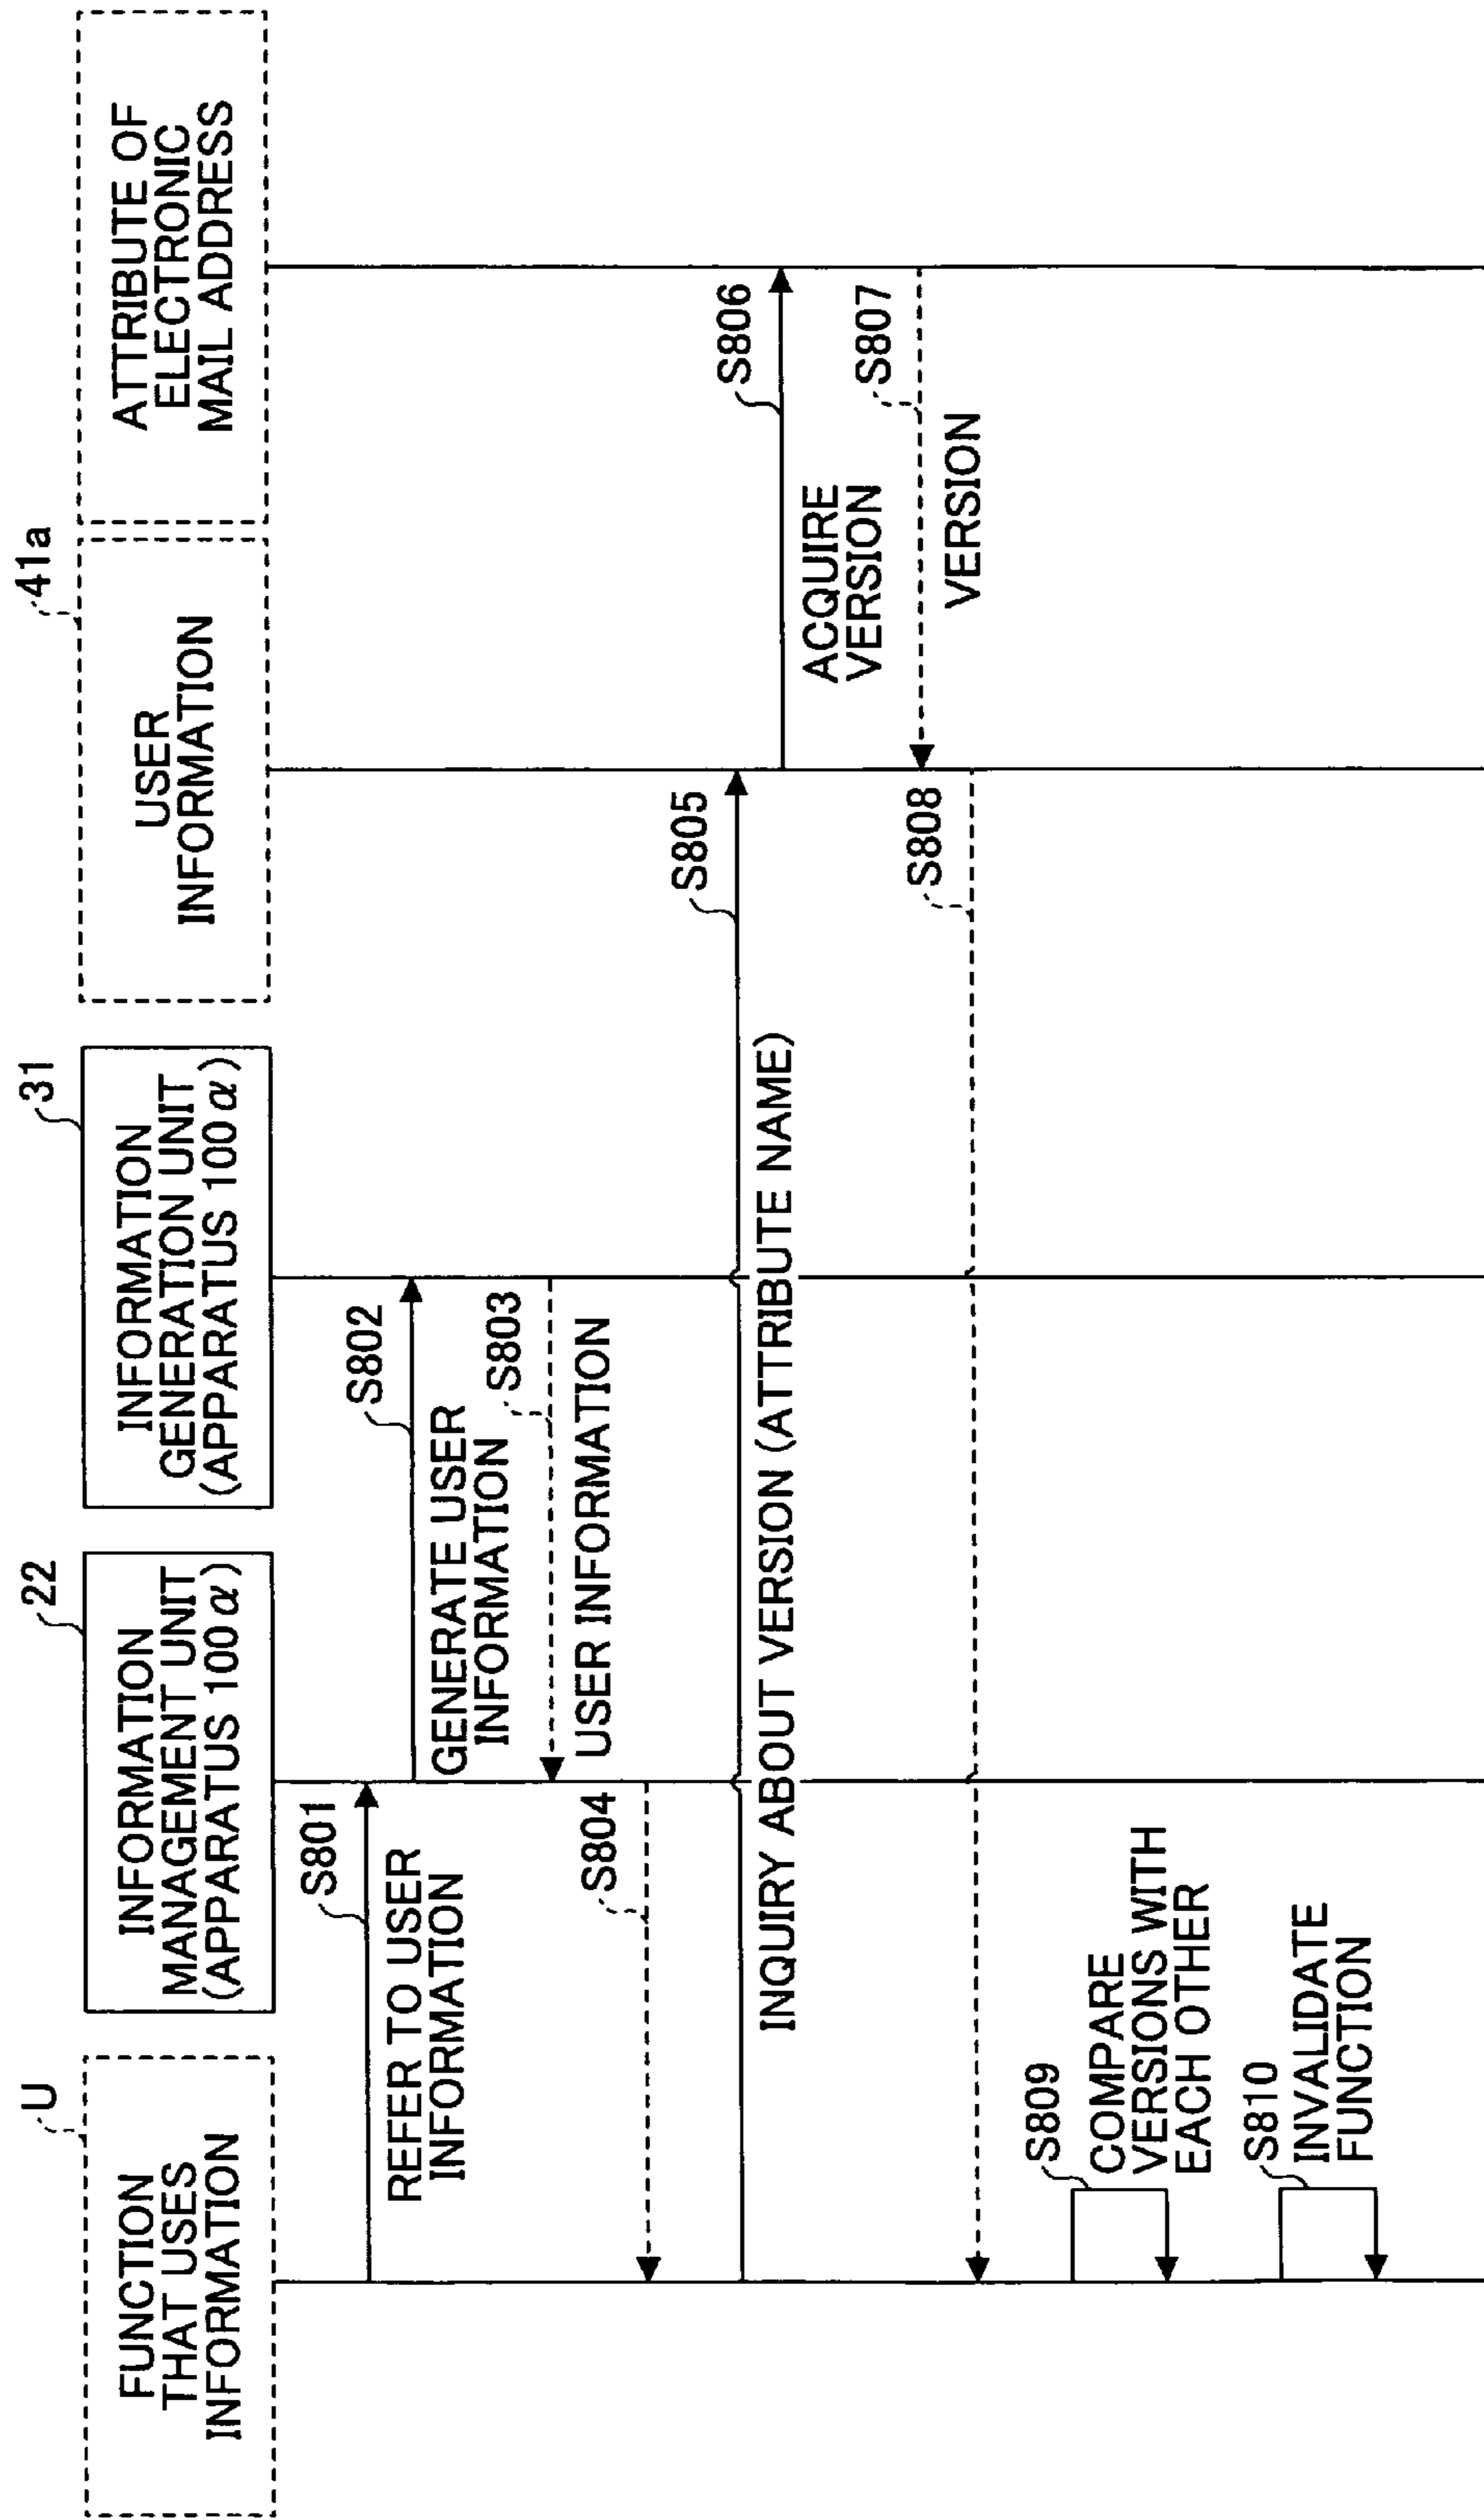 U
FUNCTION
THAT USES
INFORMATION
22
INFORMATION
MANAGEMENT UNIT
(APPARATUS 100α)
31
INFORMATION
GENERATION UNIT
(APPARATUS 100α)
41a
USER
INFORMATION
ATTRIBUTE OF
ELECTRONIC
MAIL ADDRESS
S801
REFER TO USER
INFORMATION
S802
GENERATE USER
INFORMATION
S803
USER INFORMATION
S804
S805
INQUIRY ABOUT VERSION (ATTRIBUTE NAME)
S806
ACQUIRE
VERSION
S807
VERSION
S808
S809
COMPARE
VERSIONS WITH
EACH OTHER
S810
INVALIDATE
FUNCTION